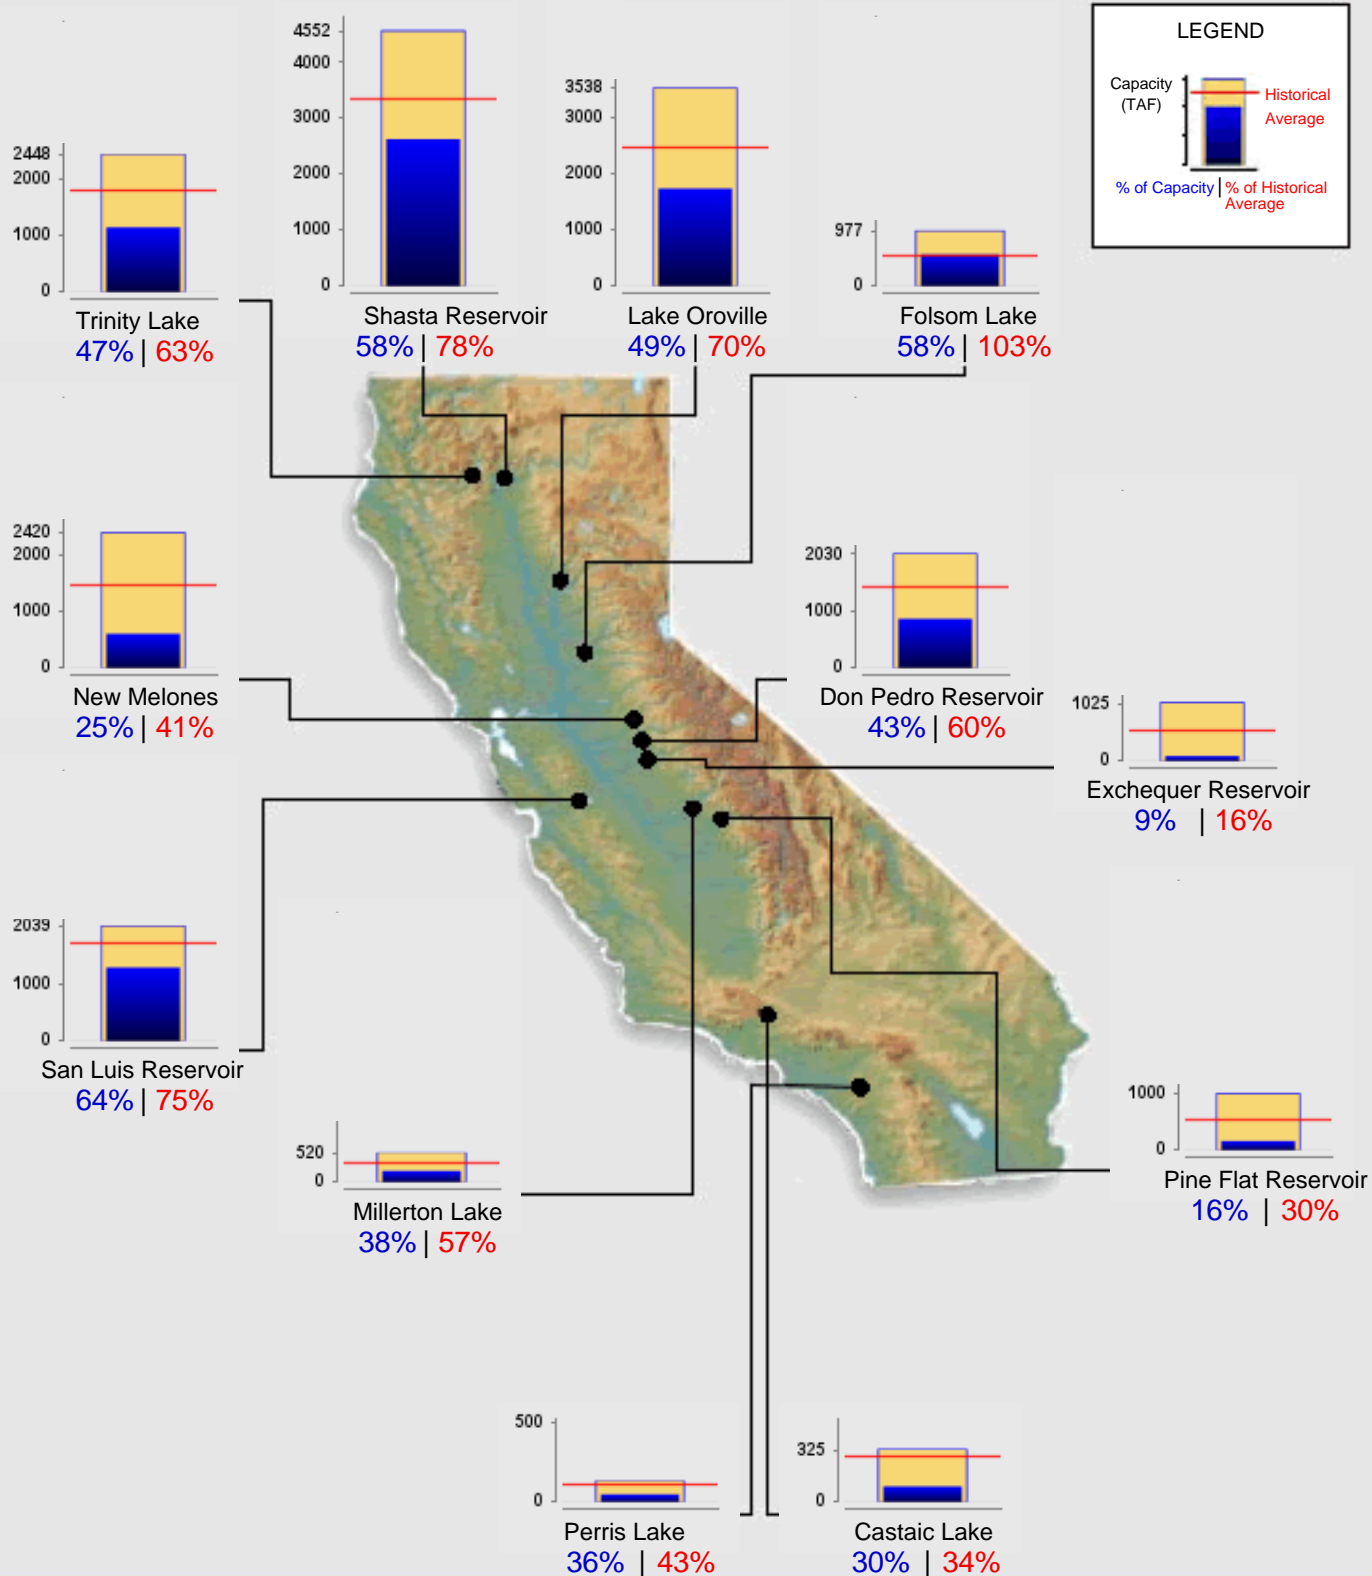 LEGEND
Capacity
(TAF)
Historical
Average
% of Capacity | % of Historical
Average
2448
2000
1000
0
Trinity Lake
47% | 63%
4552
4000
3000
2000
1000
0
Shasta Reservoir
58% | 78%
3538
3000
2000
1000
0
Lake Oroville
49% | 70%
977
0
Folsom Lake
58% | 103%
2420
2000
1000
0
New Melones
25% | 41%
2030
1000
0
Don Pedro Reservoir
43% | 60%
1025
0
Exchequer Reservoir
9% | 16%
2039
1000
0
San Luis Reservoir
64% | 75%
520
0
Millerton Lake
38% | 57%
1000
0
Pine Flat Reservoir
16% | 30%
500
0
Perris Lake
36% | 43%
325
0
Castaic Lake
30% | 34%